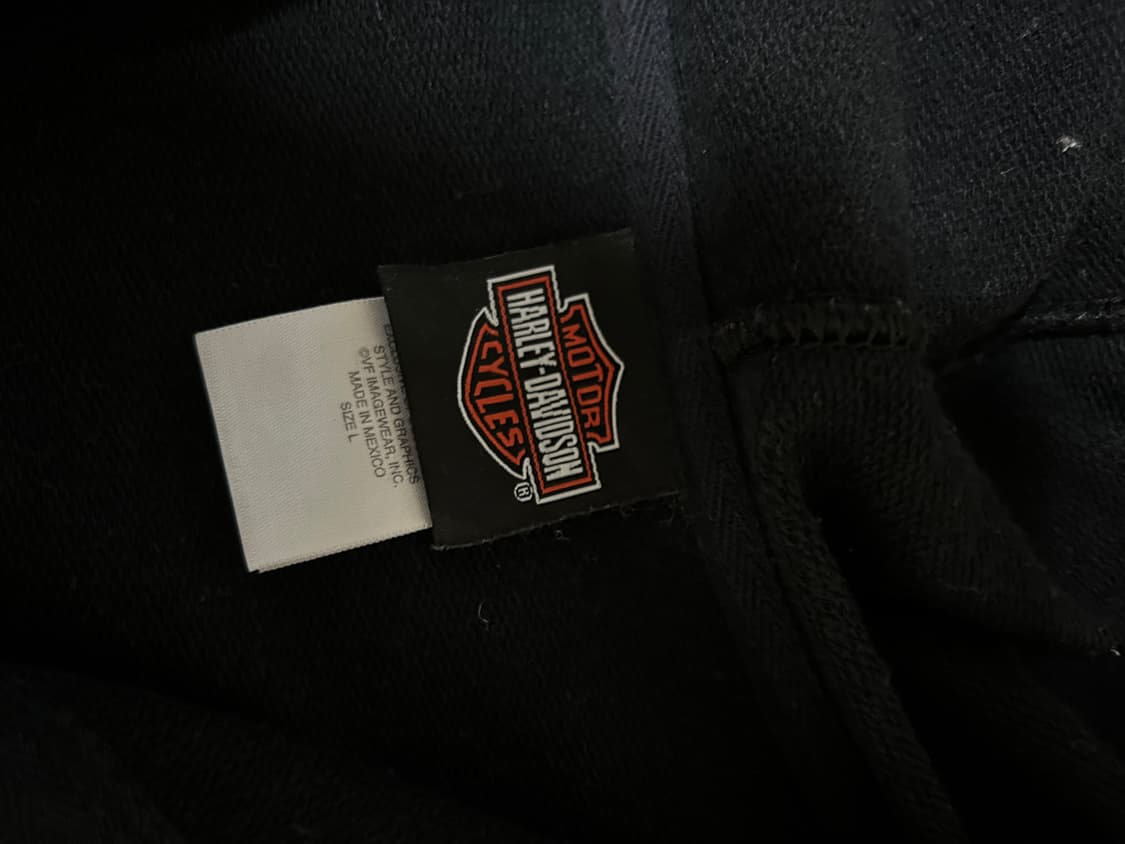 MOTOR
HARLEY-DAVIDSON
CYCLES
®
STYLE AND GRAPHICS
©VF IMAGEWEAR, INC.
MADE IN MEXICO
SIZE L